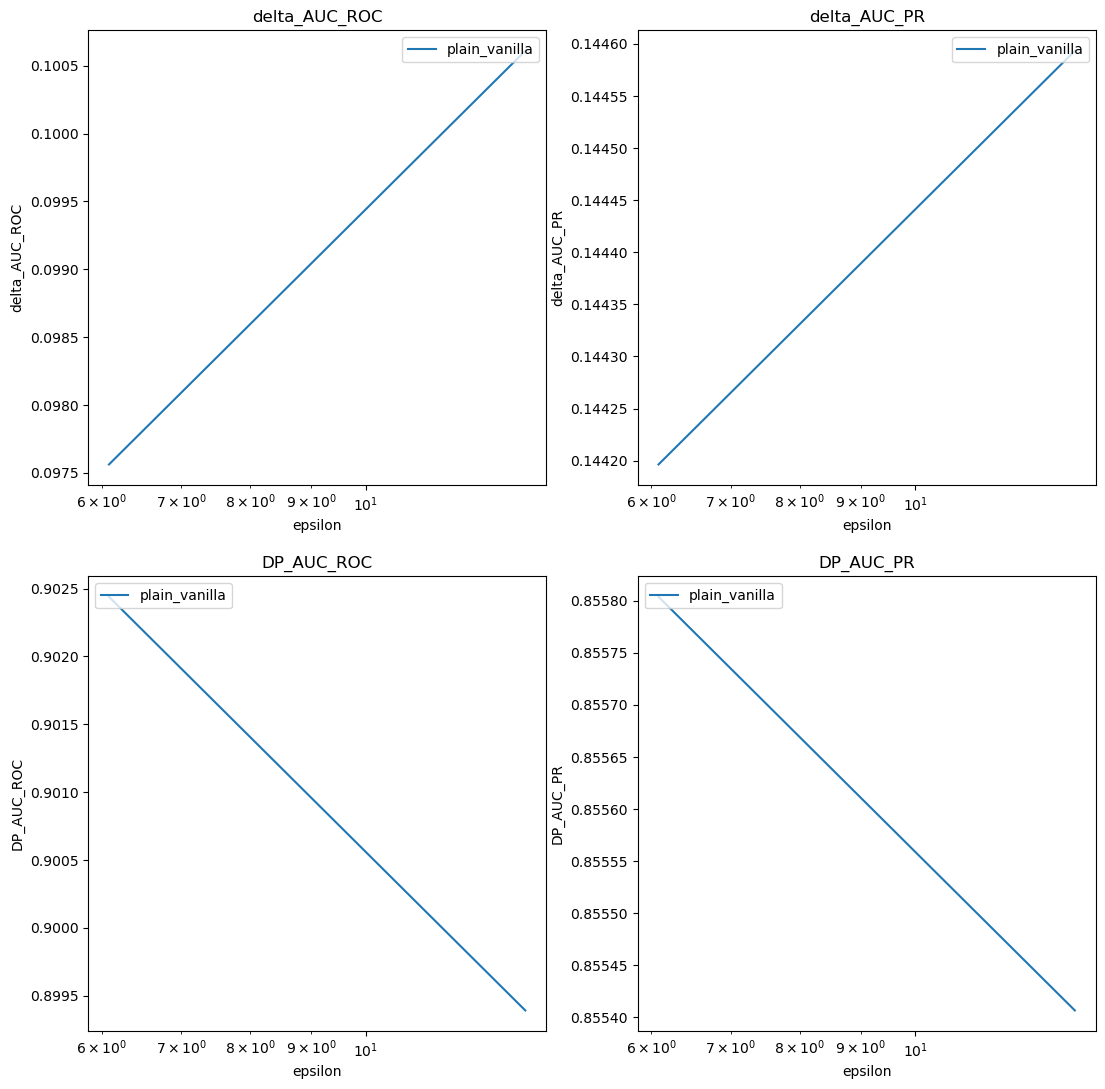 delta_AUC_ROC
plain_vanilla
0.1005
0.1000
0.0995
0.0990
0.0985
0.0980
0.0975
delta_AUC_ROC
6 × 10⁰ 7 × 10⁰ 8 × 10⁰ 9 × 10⁰ 10¹
epsilon
delta_AUC_PR
plain_vanilla
0.14460
0.14455
0.14450
0.14445
0.14440
0.14435
0.14430
0.14425
0.14420
delta_AUC_PR
6 × 10⁰ 7 × 10⁰ 8 × 10⁰ 9 × 10⁰ 10¹
epsilon
DP_AUC_ROC
plain_vanilla
0.9025
0.9020
0.9015
0.9010
0.9005
0.9000
0.8995
DP_AUC_ROC
6 × 10⁰ 7 × 10⁰ 8 × 10⁰ 9 × 10⁰ 10¹
epsilon
DP_AUC_PR
plain_vanilla
0.85580
0.85575
0.85570
0.85565
0.85560
0.85555
0.85550
0.85545
0.85540
DP_AUC_PR
6 × 10⁰ 7 × 10⁰ 8 × 10⁰ 9 × 10⁰ 10¹
epsilon